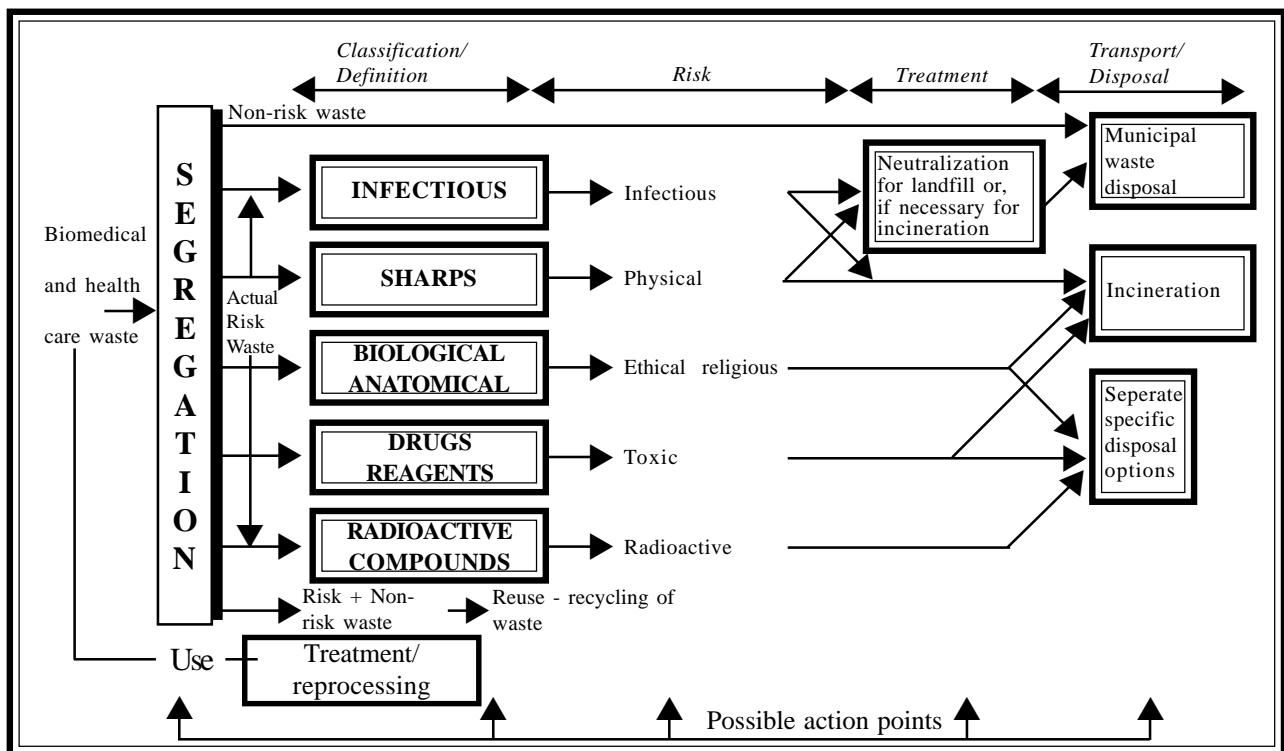 Classification/
Definition
Risk
Treatment
Transport/
Disposal
Non-risk waste
Municipal
waste
disposal
SEGREGATION
Neutralization
for landfill or,
if necessary for
incineration
INFECTIOUS
Infectious
Biomedical
and health
care waste
SHARPS
Physical
Incineration
Actual
Risk
Waste
BIOLOGICAL
ANATOMICAL
Ethical religious
Seperate
specific
disposal
options
DRUGS
REAGENTS
Toxic
RADIOACTIVE
COMPOUNDS
Radioactive
Risk + Non-
risk waste
Reuse - recycling of
waste
Use
Treatment/
reprocessing
Possible action points